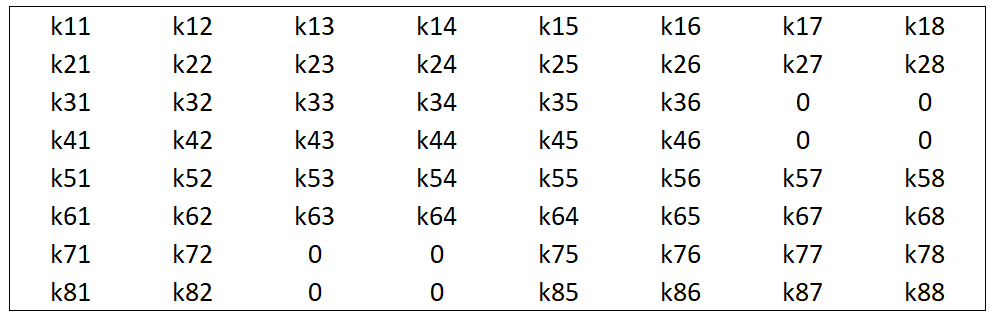 k11 k12 k13 k14 k15 k16 k17 k18
k21 k22 k23 k24 k25 k26 k27 k28
k31 k32 k33 k34 k35 k36 0 0
k41 k42 k43 k44 k45 k46 0 0
k51 k52 k53 k54 k55 k56 k57 k58
k61 k62 k63 k64 k64 k65 k67 k68
k71 k72 0 0 k75 k76 k77 k78
k81 k82 0 0 k85 k86 k87 k88